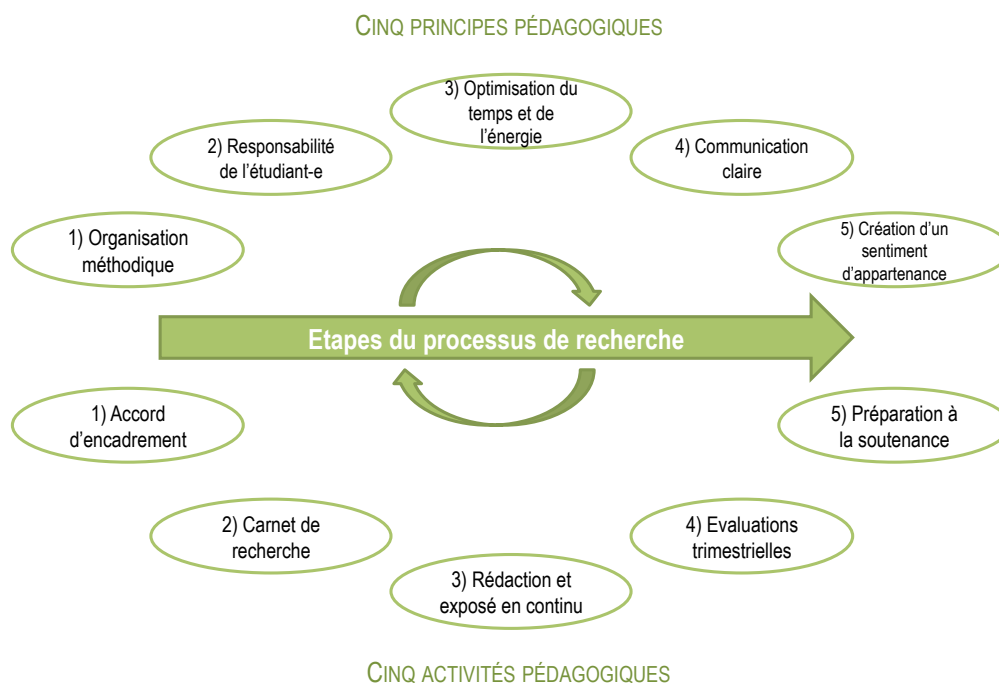 CINQ PRINCIPES PÉDAGOGIQUES
3) Optimisation du
temps et de
l’énergie
2) Responsabilité
de l’étudiant-e
4) Communication
claire
1) Organisation
méthodique
5) Création d’un
sentiment
d’appartenance
Etapes du processus de recherche
1) Accord
d’encadrement
5) Préparation à
la soutenance
2) Carnet de
recherche
4) Evaluations
trimestrielles
3) Rédaction et
exposé en continu
CINQ ACTIVITÉS PÉDAGOGIQUES